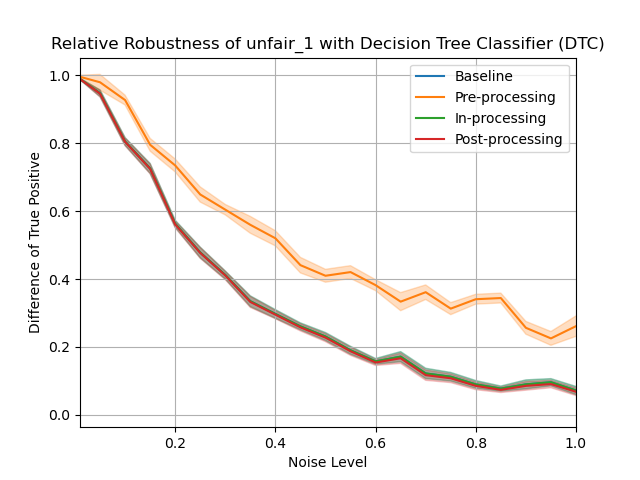 Relative Robustness of unfair_1 with Decision Tree Classifier (DTC)
Baseline
Pre-processing
In-processing
Post-processing
Difference of True Positive
1.0
0.8
0.6
0.4
0.2
0.0
0.2 0.4 0.6 0.8 1.0
Noise Level